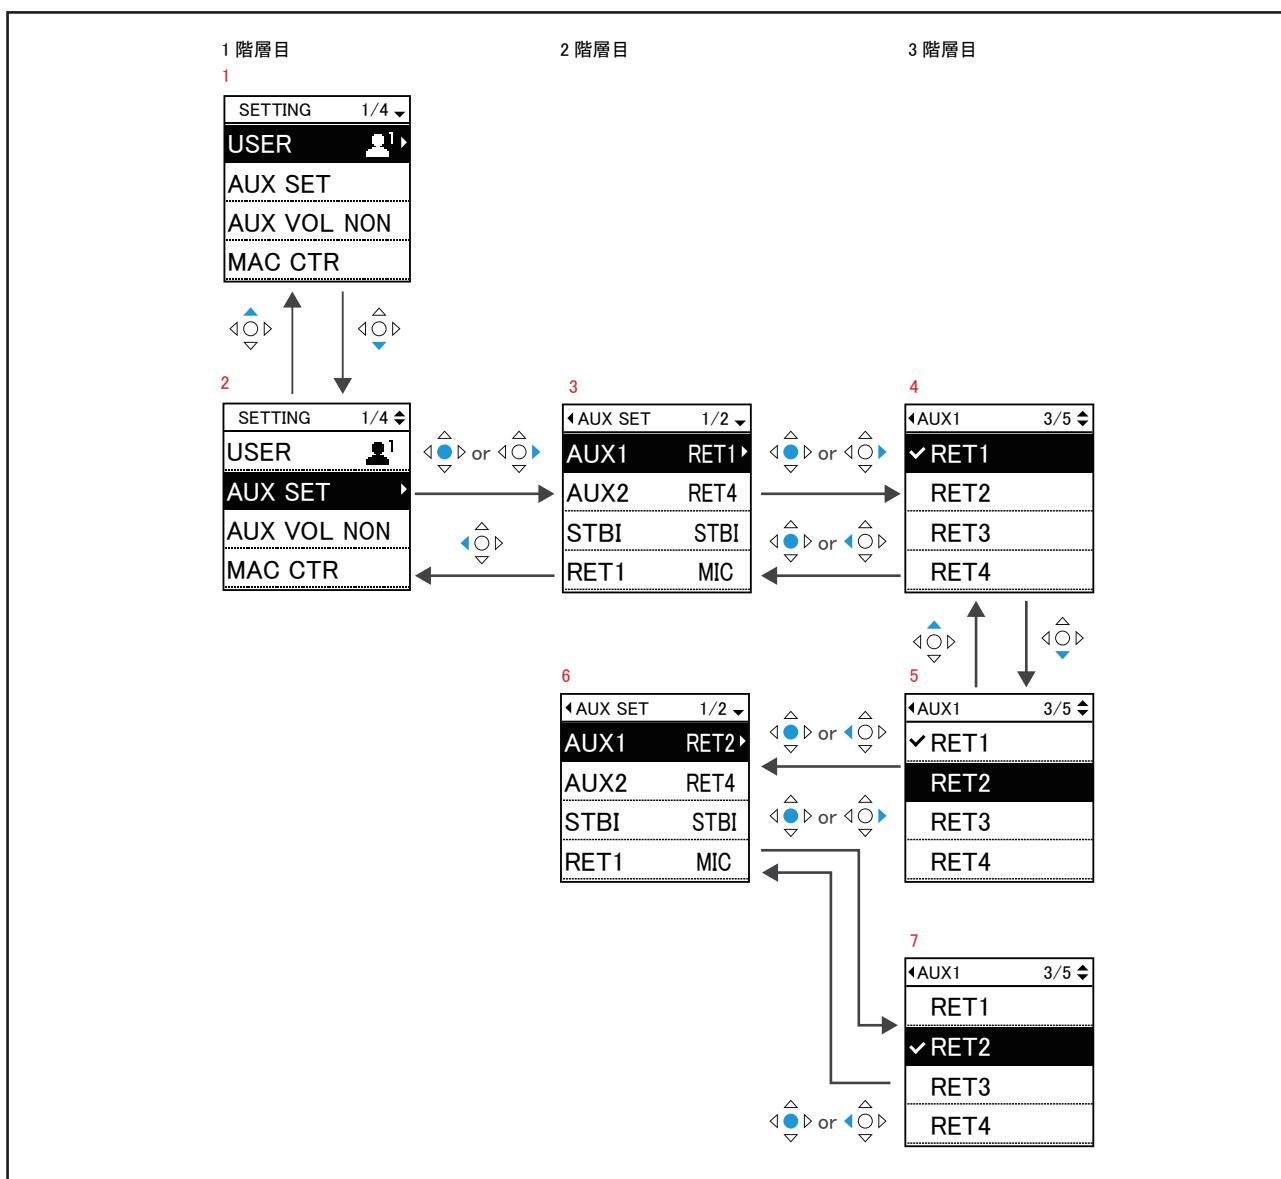 1 階層目
2 階層目
3 階層目
1
SETTING 1/4
USER 1
AUX SET
AUX VOL NON
MAC CTR
2
SETTING 1/4
USER 1
AUX SET
AUX VOL NON
MAC CTR
or
3
AUX SET 1/2
AUX1 RET1
AUX2 RET4
STBI STBI
RET1 MIC
or
or
4
AUX1 3/5
RET1
RET2
RET3
RET4
6
AUX SET 1/2
AUX1 RET2
AUX2 RET4
STBI STBI
RET1 MIC
or
or
5
AUX1 3/5
RET1
RET2
RET3
RET4
7
AUX1 3/5
RET1
RET2
RET3
RET4
or